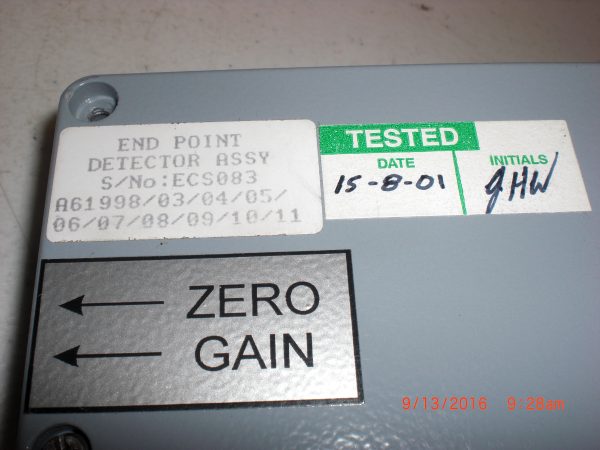 END POINT
DETECTOR ASSY
S/No:ECS083
A61998/03/04/05/
06/07/08/09/10/11
TESTED
DATE
INITIALS
15-8-01
JHW
ZERO
GAIN
9/13/2016 9:28am